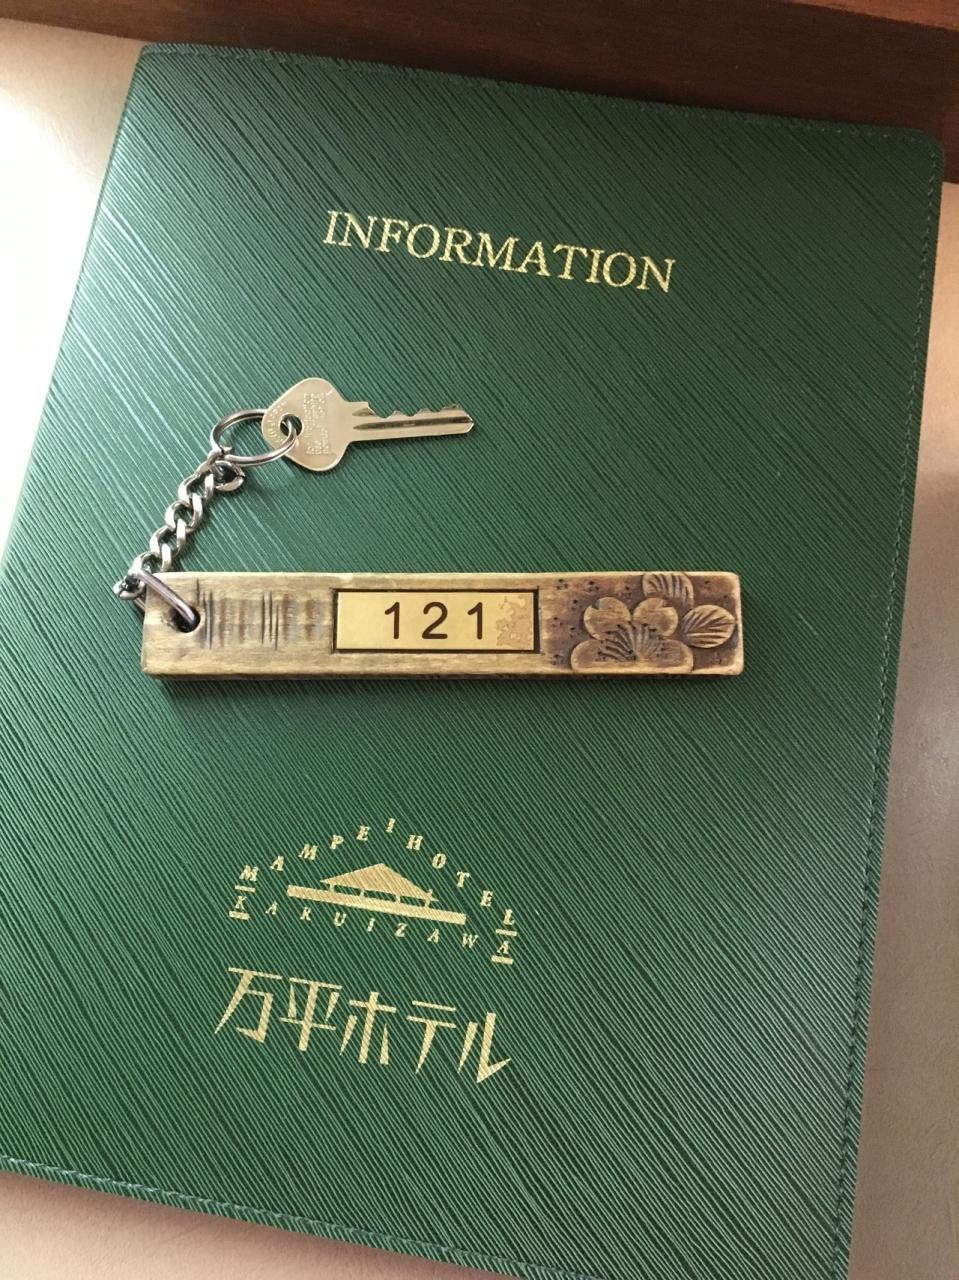 INFORMATION
121
MAMPEI HOTEL
KARUIZAWA
万平ホテル